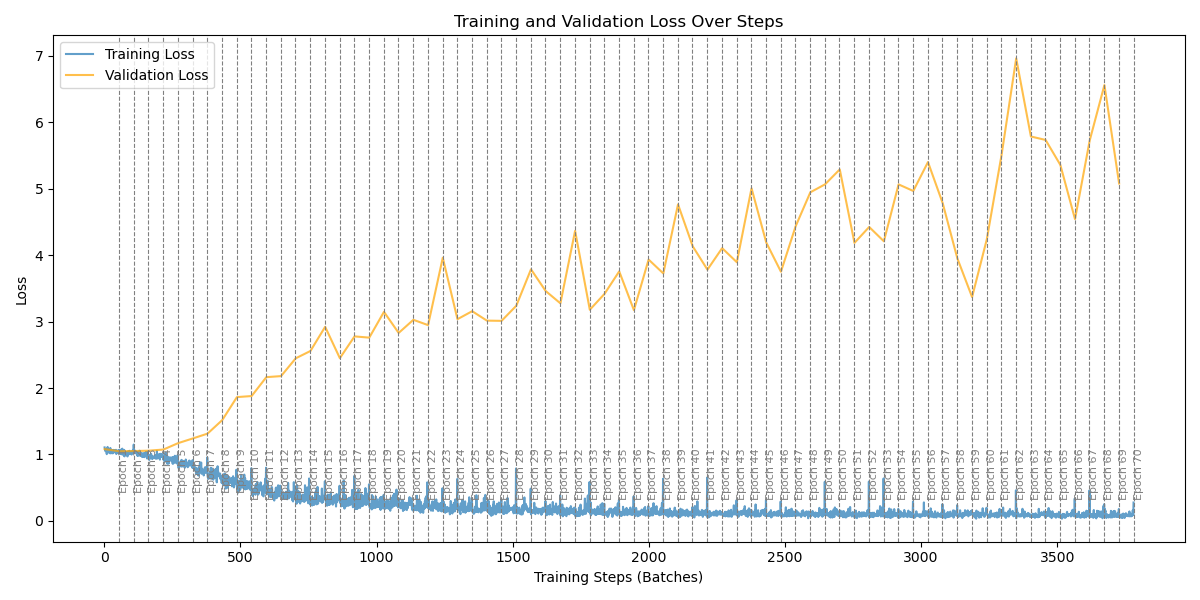 Training and Validation Loss Over Steps
Training Loss
Validation Loss
Loss
7
6
5
4
3
2
1
0
Epoch 1
Epoch 2
Epoch 3
Epoch 4
Epoch 5
Epoch 6
Epoch 7
Epoch 8
Epoch 9
Epoch 10
Epoch 11
Epoch 12
Epoch 13
Epoch 14
Epoch 15
Epoch 16
Epoch 17
Epoch 18
Epoch 19
Epoch 20
Epoch 21
Epoch 22
Epoch 23
Epoch 24
Epoch 25
Epoch 26
Epoch 27
Epoch 28
Epoch 29
Epoch 30
Epoch 31
Epoch 32
Epoch 33
Epoch 34
Epoch 35
Epoch 36
Epoch 37
Epoch 38
Epoch 39
Epoch 40
Epoch 41
Epoch 42
Epoch 43
Epoch 44
Epoch 45
Epoch 46
Epoch 47
Epoch 48
Epoch 49
Epoch 50
Epoch 51
Epoch 52
Epoch 53
Epoch 54
Epoch 55
Epoch 56
Epoch 57
Epoch 58
Epoch 59
Epoch 60
Epoch 61
Epoch 62
Epoch 63
Epoch 64
Epoch 65
Epoch 66
Epoch 67
Epoch 68
Epoch 69
Epoch 70
0
500
1000
1500
2000
2500
3000
3500
Training Steps (Batches)